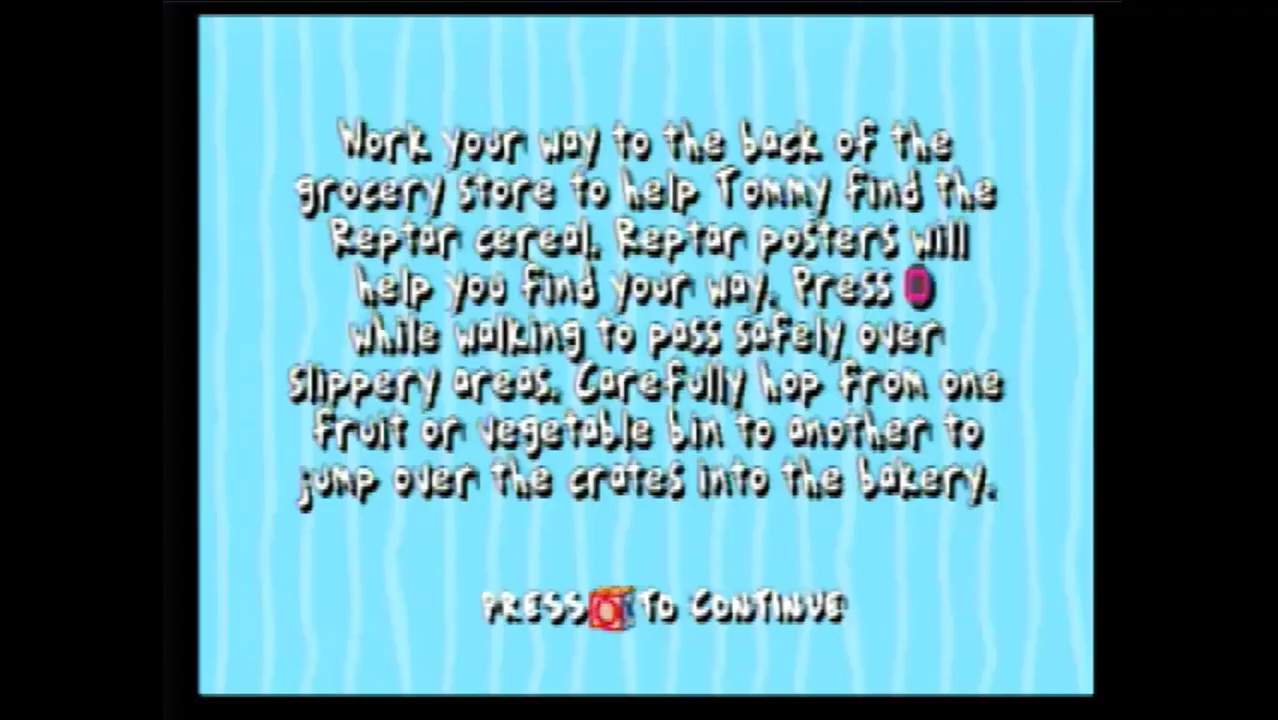 Work your way to the back of the
grocery store to help Tommy find the
Reptar cereal. Reptar posters will
help you find your way. Press □
while walking to pass safely over
slippery areas. Carefully hop from one
fruit or vegetable bin to another to
jump over the crates into the bakery.
PRESS TO CONTINUE